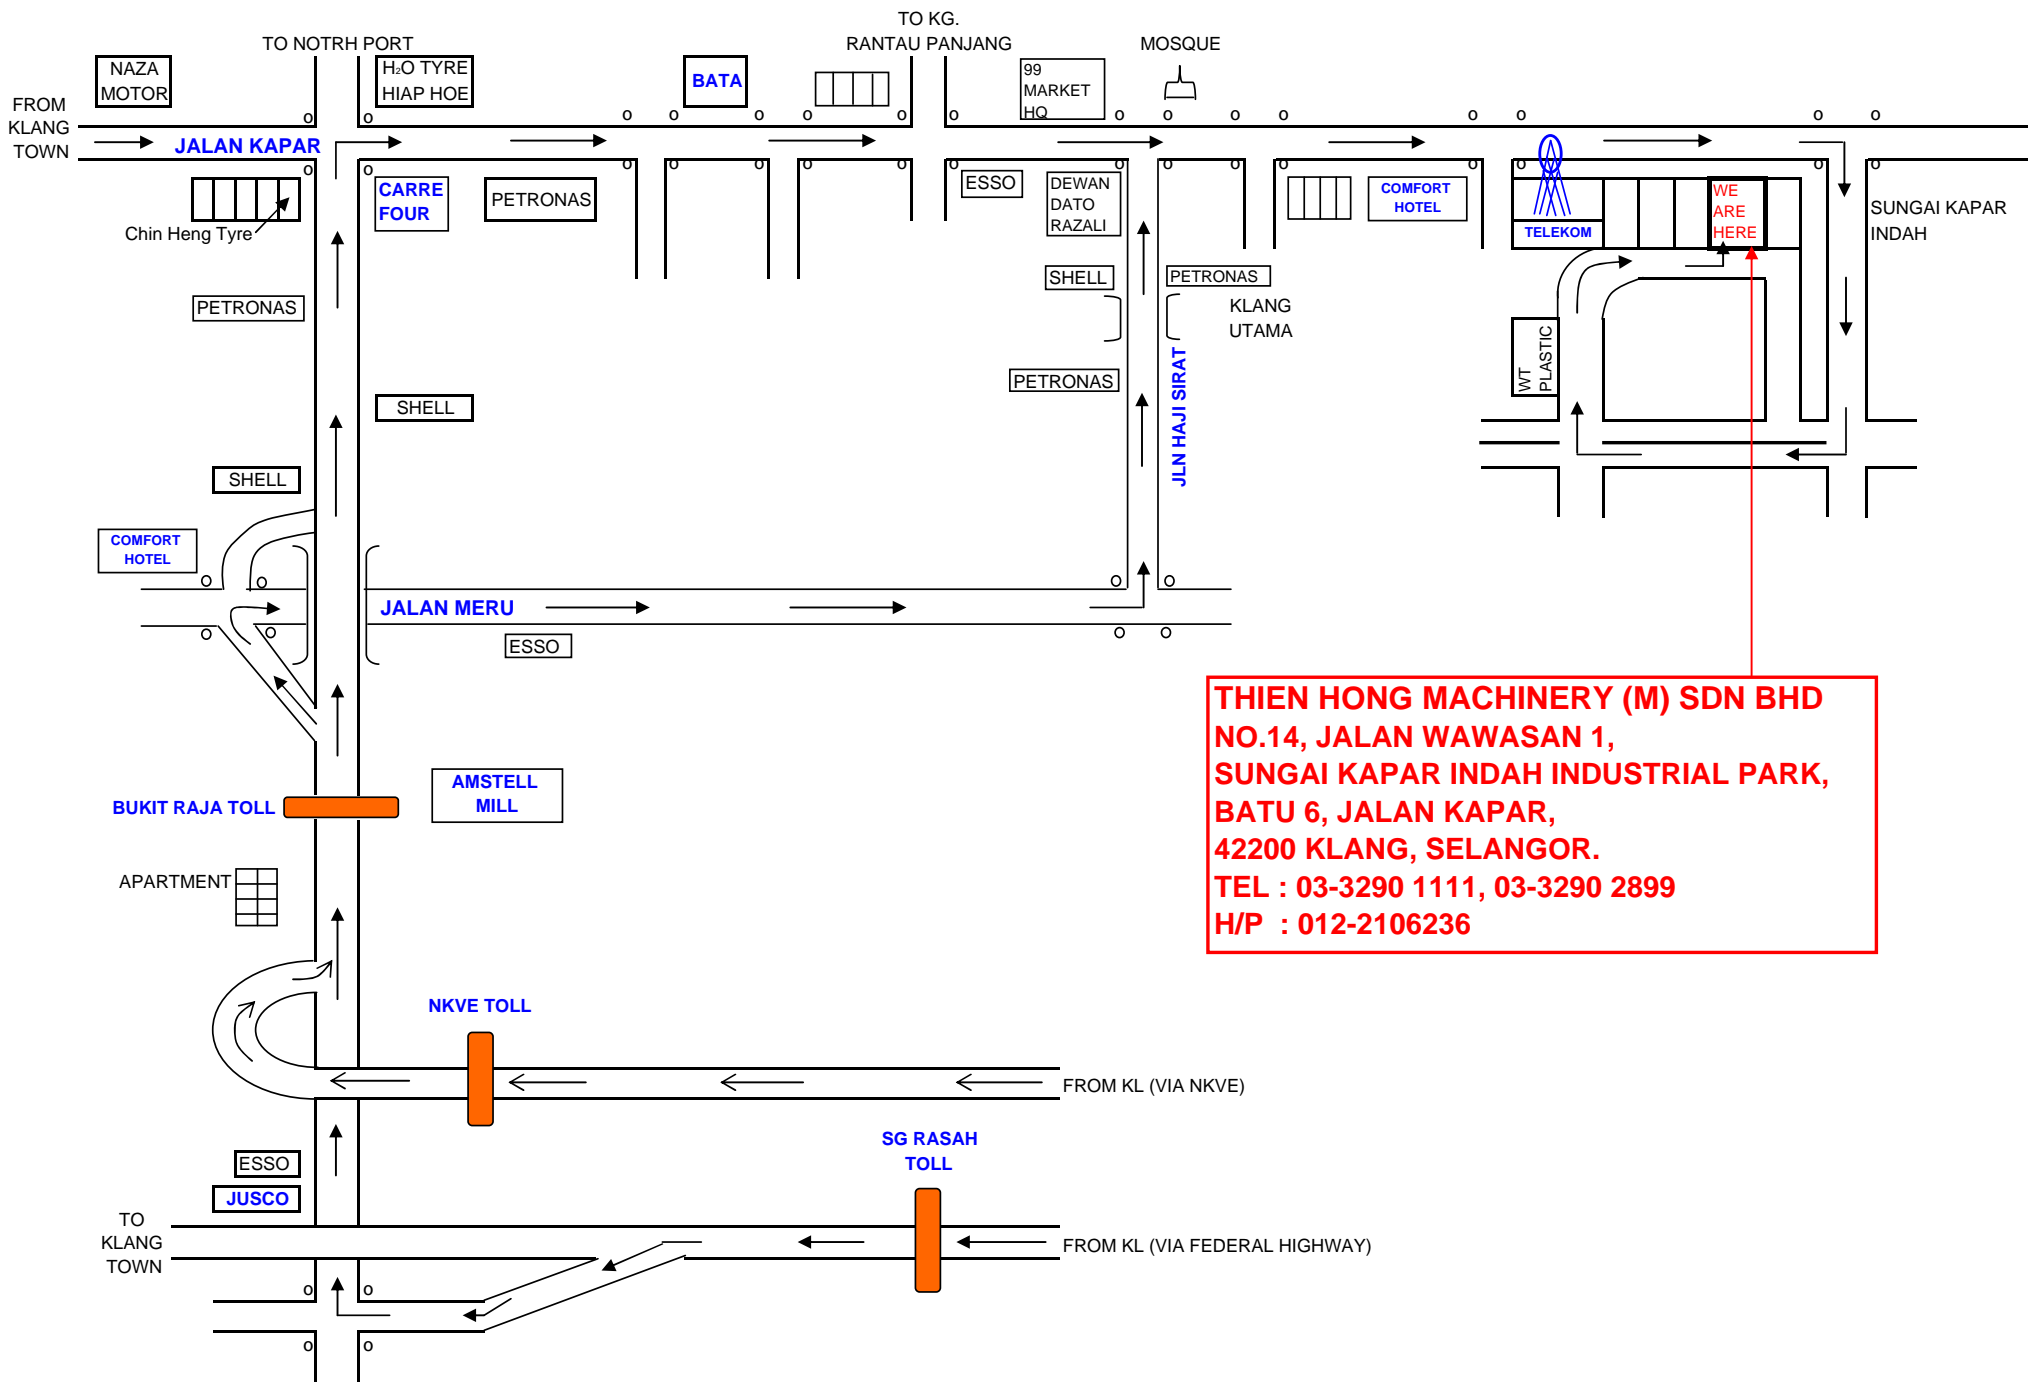 TO NOTRH PORT
TO KG.
RANTAU PANJANG
MOSQUE
NAZA
MOTOR
H2O TYRE
HIAP HOE
BATA
99
MARKET
HQ
FROM
KLANG
TOWN
JALAN KAPAR
Chin Heng Tyre
CARRE
FOUR
PETRONAS
ESSO
DEWAN
DATO
RAZALI
COMFORT
HOTEL
TELEKOM
WE
ARE
HERE
SUNGAI KAPAR
INDAH
PETRONAS
SHELL
PETRONAS
KLANG
UTAMA
WT
PLASTIC
PETRONAS
JLN HAJI SIRAT
SHELL
SHELL
COMFORT
HOTEL
JALAN MERU
ESSO
THIEN HONG MACHINERY (M) SDN BHD
NO.14, JALAN WAWASAN 1,
SUNGAI KAPAR INDAH INDUSTRIAL PARK,
BATU 6, JALAN KAPAR,
42200 KLANG, SELANGOR.
TEL : 03-3290 1111, 03-3290 2899
H/P : 012-2106236
BUKIT RAJA TOLL
AMSTELL
MILL
APARTMENT
NKVE TOLL
FROM KL (VIA NKVE)
SG RASAH
TOLL
ESSO
JUSCO
TO
KLANG
TOWN
FROM KL (VIA FEDERAL HIGHWAY)